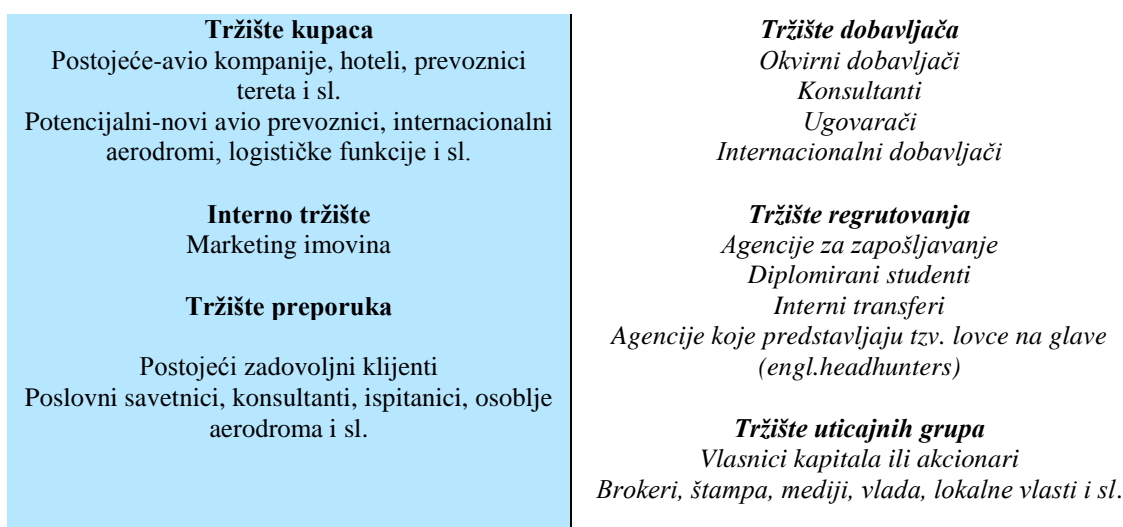 Tržište kupaca
Postojeće-avio kompanije, hoteli, prevoznici
tereta i sl.
Potencijalni-novi avio prevoznici, internacionalni
aerodromi, logističke funkcije i sl.
Interno tržište
Marketing imovina
Tržište preporuka
Postojeći zadovoljni klijenti
Poslovni savetnici, konsultanti, ispitanici, osoblje
aerodroma i sl.
Tržište dobavljača
Okvirni dobavljači
Konsultanti
Ugovarači
Internacionalni dobavljači
Tržište regrutovanja
Agencije za zapošljavanje
Diplomirani studenti
Interni transferi
Agencije koje predstavljaju tzv. lovce na glave
(engl.headhunters)
Tržište uticajnih grupa
Vlasnici kapitala ili akcionari
Brokeri, štampa, mediji, vlada, lokalne vlasti i sl.